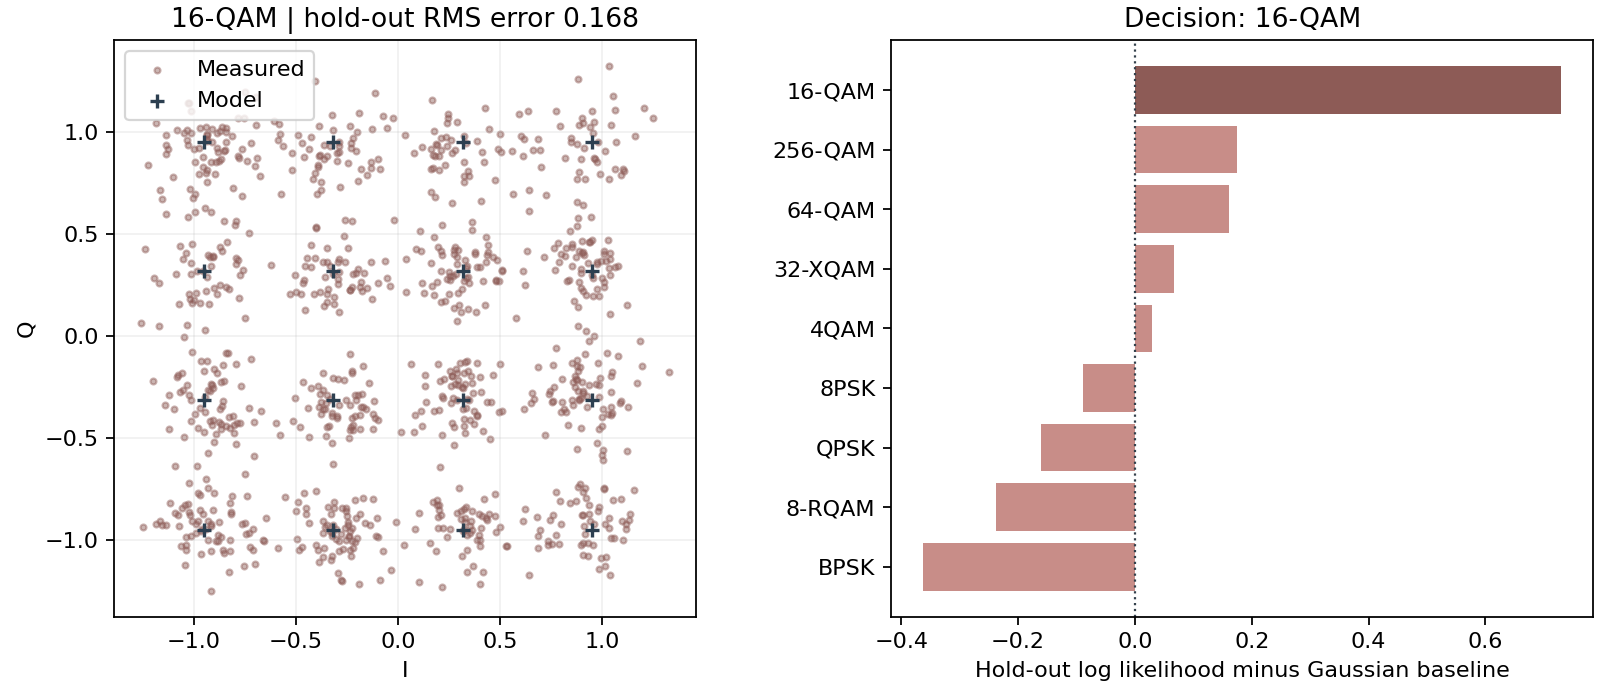 16-QAM | hold-out RMS error 0.168
Measured
Model
1.0
0.5
0.0
−0.5
−1.0
Q
−1.0
−0.5
0.0
0.5
1.0
I
Decision: 16-QAM
16-QAM
256-QAM
64-QAM
32-XQAM
4QAM
8PSK
QPSK
8-RQAM
BPSK
−0.4
−0.2
0.0
0.2
0.4
0.6
Hold-out log likelihood minus Gaussian baseline